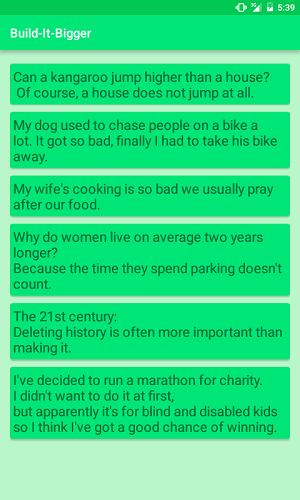 3G 5:39
Build-It-Bigger
Can a kangaroo jump higher than a house?
Of course, a house does not jump at all.
My dog used to chase people on a bike a
lot. It got so bad, finally I had to take his bike
away.
My wife's cooking is so bad we usually pray
after our food.
Why do women live on average two years
longer?
Because the time they spend parking doesn't
count.
The 21st century:
Deleting history is often more important than
making it.
I've decided to run a marathon for charity.
I didn't want to do it at first,
but apparently it's for blind and disabled kids
so I think I've got a good chance of winning.